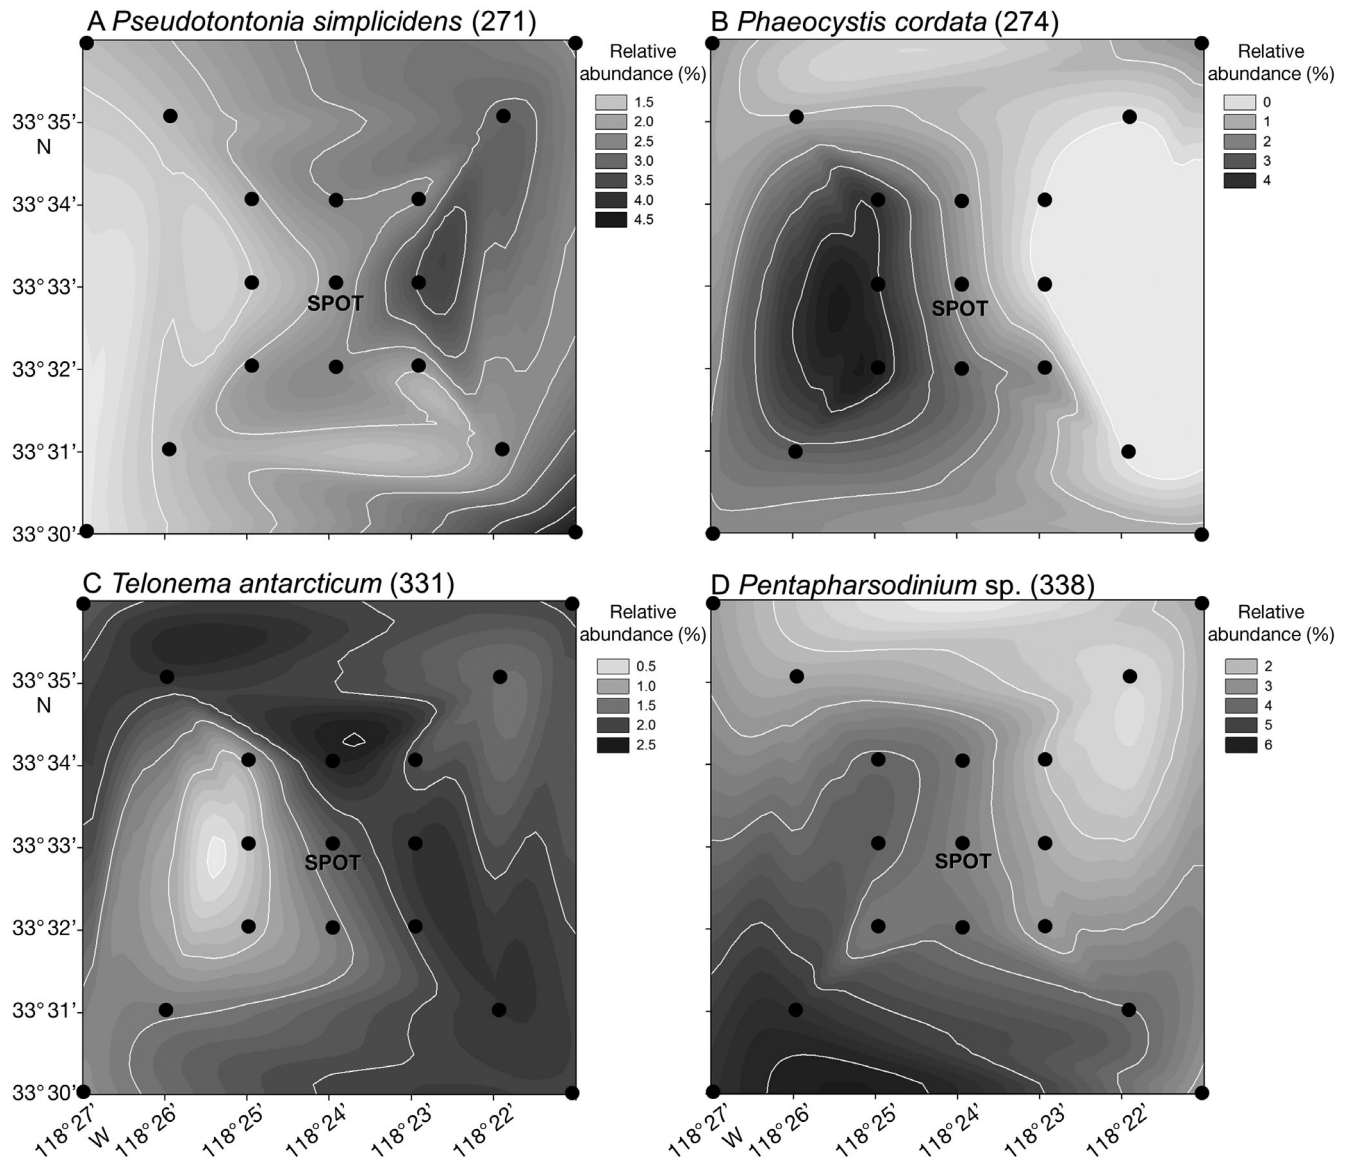 A Pseudotontonia simplicidens (271)
Relative
abundance (%)
1.5
2.0
2.5
3.0
3.5
4.0
4.5
33°35'
N
33°34'
33°33'
33°32'
33°31'
33°30'
SPOT
B Phaeocystis cordata (274)
Relative
abundance (%)
0
1
2
3
4
SPOT
C Telonema antarcticum (331)
Relative
abundance (%)
0.5
1.0
1.5
2.0
2.5
33°35'
N
33°34'
33°33'
33°32'
33°31'
33°30'
SPOT
118°27'
W
118°26'
118°25'
118°24'
118°23'
118°22'
D Pentapharsodinium sp. (338)
Relative
abundance (%)
2
3
4
5
6
SPOT
118°27'
W
118°26'
118°25'
118°24'
118°23'
118°22'